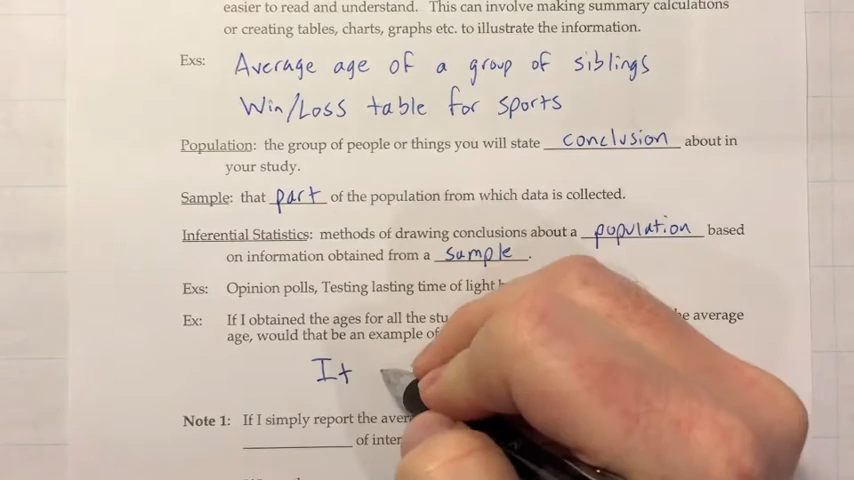 easier to read and understand. This can involve making summary calculations
or creating tables, charts, graphs etc. to illustrate the information.
Exs: Average age of a group of siblings
Win/Loss table for sports
Population: the group of people or things you will state conclusion about in
your study.
Sample: that part of the population from which data is collected.
Inferential Statistics: methods of drawing conclusions about a population based
on information obtained from a sample.
Exs: Opinion polls, Testing lasting time of light
Ex: If I obtained the ages for all the average
age, would that be an example of
It
Note 1: If I simply report the
of